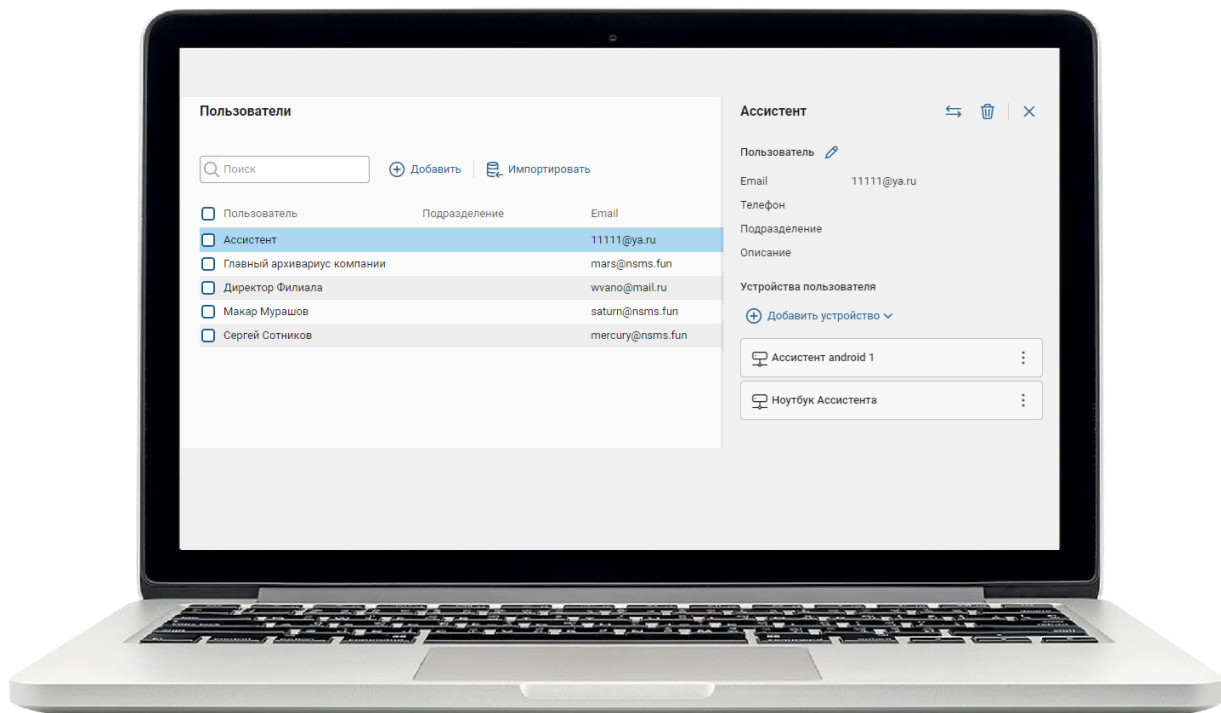 Пользователи
Поиск
Добавить
Импортировать
Пользователь Подразделение Email
Ассистент 11111@ya.ru
Главный архивариус компании mars@nsms.fun
Директор Филиала wvano@mail.ru
Макар Мурашов saturn@nsms.fun
Сергей Сотников mercury@nsms.fun
Ассистент
Пользователь
Email 11111@ya.ru
Телефон
Подразделение
Описание
Устройства пользователя
Добавить устройство
Ассистент android 1
Ноутбук Ассистента